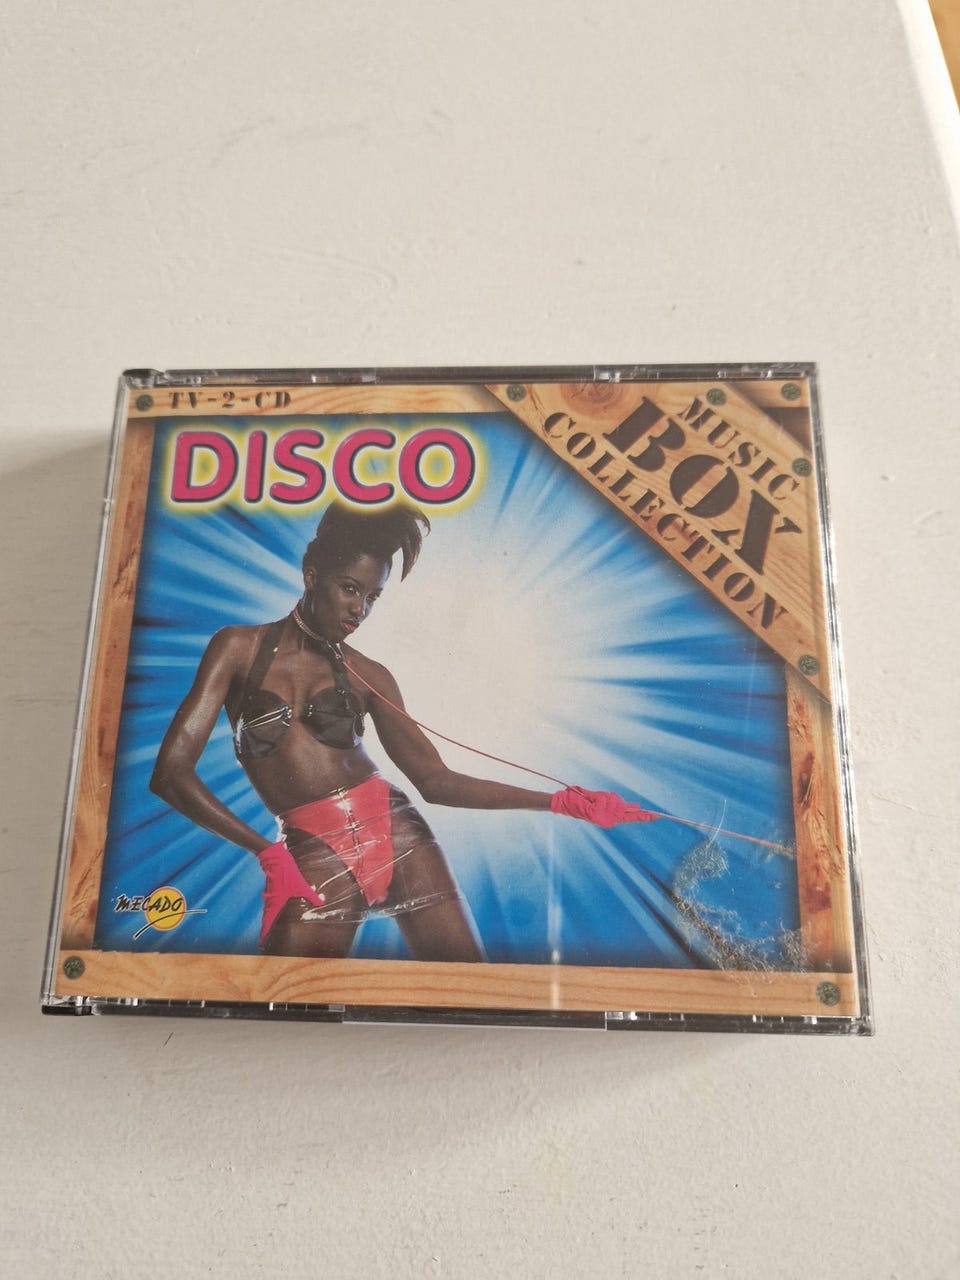 TV-2-CD
DISCO
MUSIC
BOX
COLLECTION
MECADO